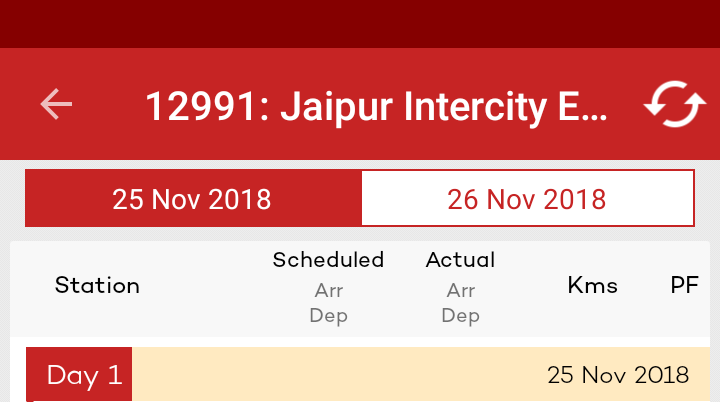 12991: Jaipur Intercity E...
25 Nov 2018 26 Nov 2018
Station Scheduled Arr Dep Actual Arr Dep Kms PF
Day 1 25 Nov 2018